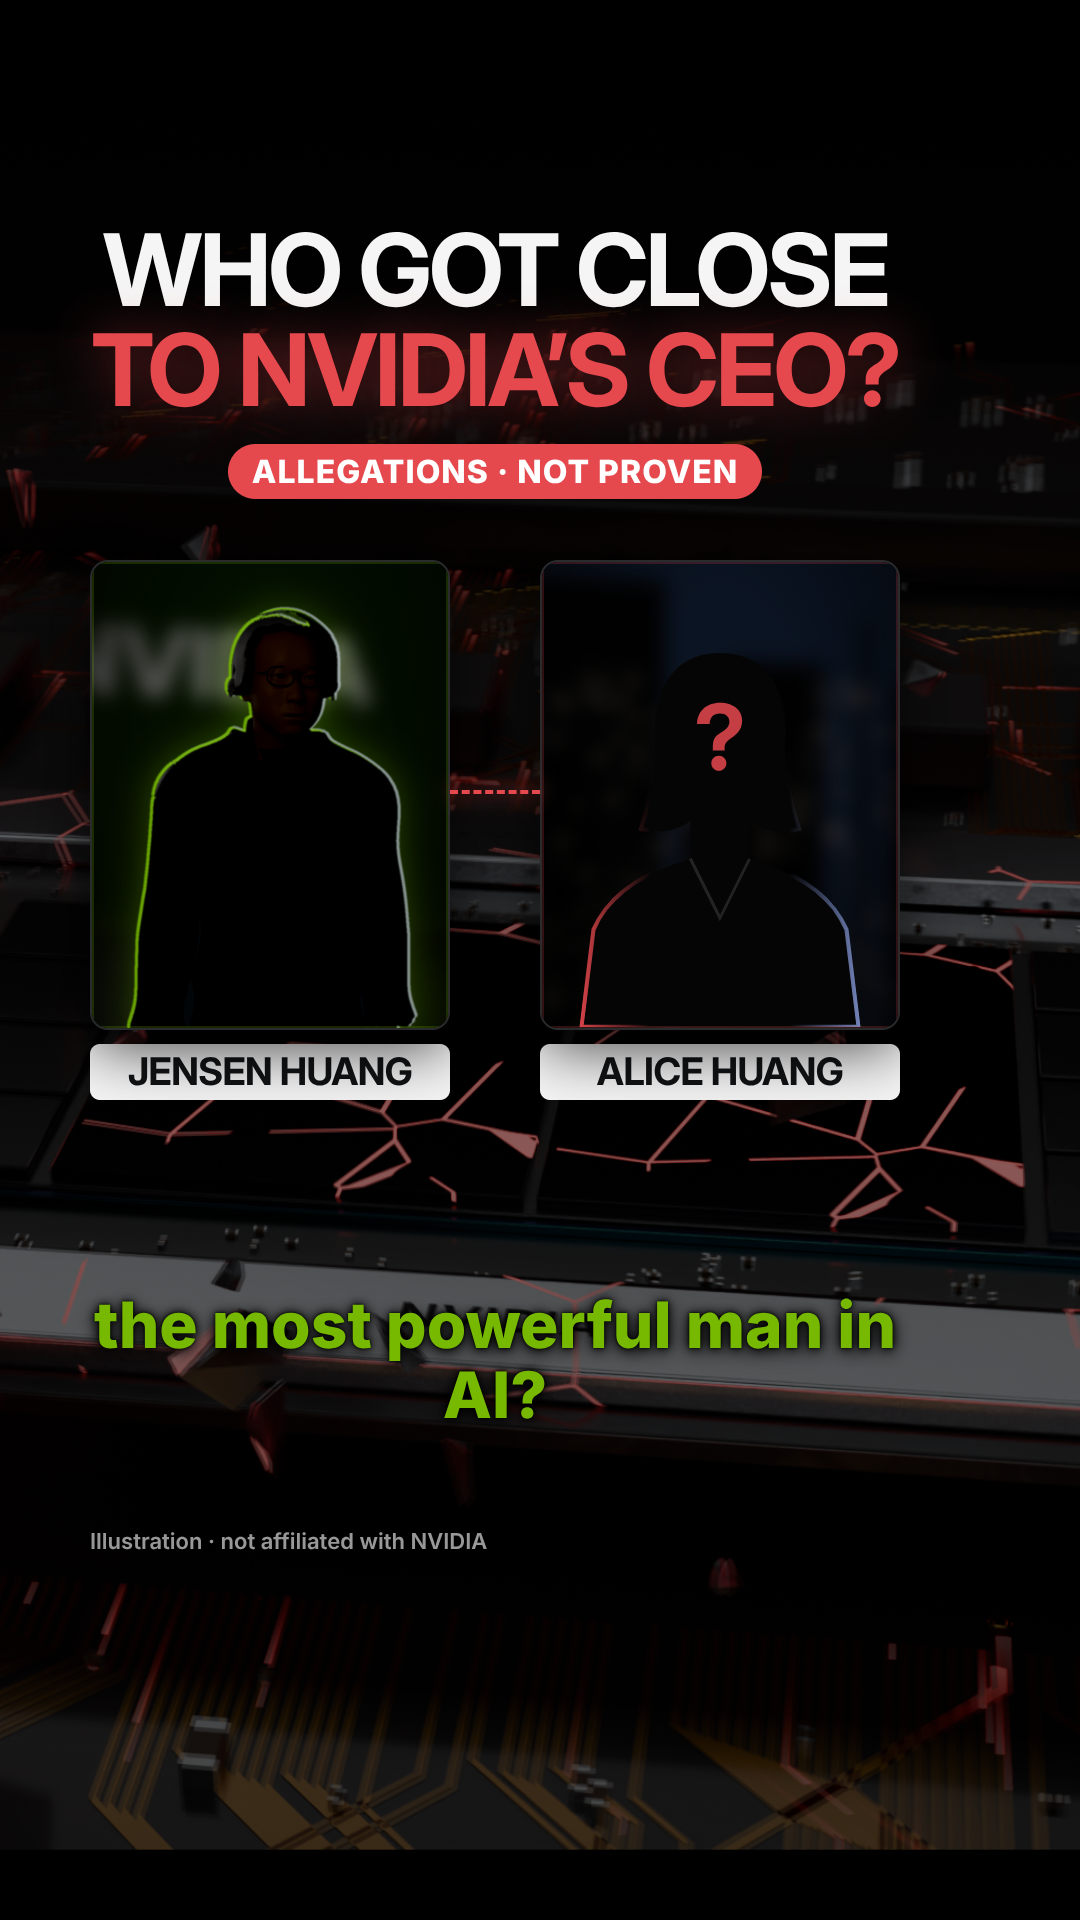 WHO GOT CLOSE
TO NVIDIA'S CEO?
ALLEGATIONS · NOT PROVEN
NVIDIA
?
JENSEN HUANG
ALICE HUANG
the most powerful man in
AI?
Illustration · not affiliated with NVIDIA